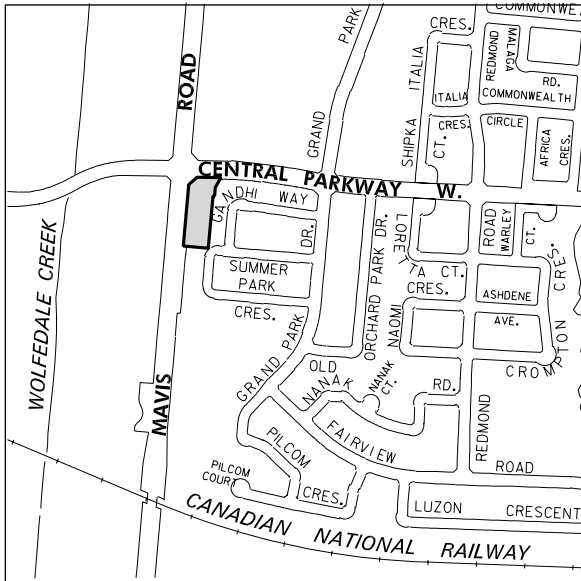 COMMONWE
CRES.
PARK
REDMOND
MALAGA
RD.
ITALIA
ITALIA
COMMONWEALTH
ROAD
GRAND
SHIPKA
CT.
CRES.
CIRCLE
AFRICA
CRES.
CENTRAL PARKWAY W.
GANDHI WAY
DR.
ORCHARD PARK DR.
LORETTA CT.
ROAD
WARLEY
CT.
SUMMER
PARK
CRES.
CRES.
ASHDENE
AVE.
CROMPTON CRES.
WOLFEDALE CREEK
NAOMI
GRAND PARK
OLD
NANAK
NANAK
CT.
RD.
MAVIS
REDMOND
FAIRVIEW
ROAD
PILCOM
PILCOM
COURT
CRES.
LUZON CRESCENT
CANADIAN NATIONAL RAILWAY